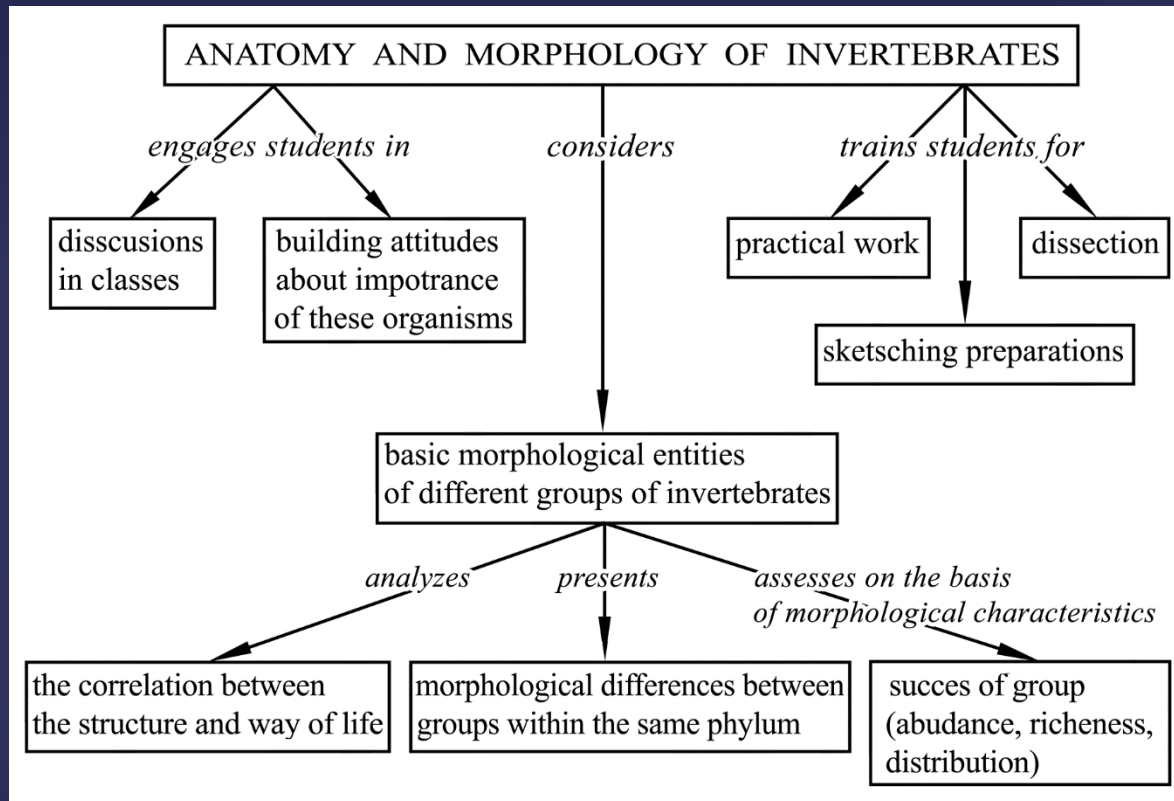 ANATOMY AND MORPHOLOGY OF INVERTEBRATES
engages students in
considers
trains students for
disscusions
in classes
building attitudes
about impotrance
of these organisms
practical work
dissection
sketsching preparations
basic morphological entities
of different groups of invertebrates
analyzes
presents
assesses on the basis
of morphological characteristics
the correlation between
the structure and way of life
morphological differences between
groups within the same phylum
succes of group
(abudance, richeness,
distribution)